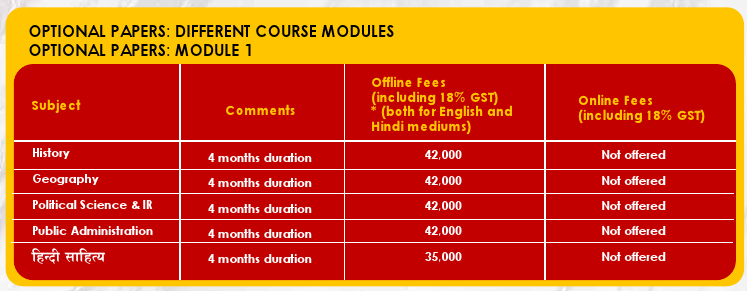 OPTIONAL PAPERS: DIFFERENT COURSE MODULES
OPTIONAL PAPERS: MODULE 1
Subject
Comments
Offline Fees
(including 18% GST)
* (both for English and
Hindi mediums)
Online Fees
(including 18% GST)
History 4 months duration 42,000 Not offered
Geography 4 months duration 42,000 Not offered
Political Science & IR 4 months duration 42,000 Not offered
Public Administration 4 months duration 42,000 Not offered
हिन्दी साहित्य 4 months duration 35,000 Not offered